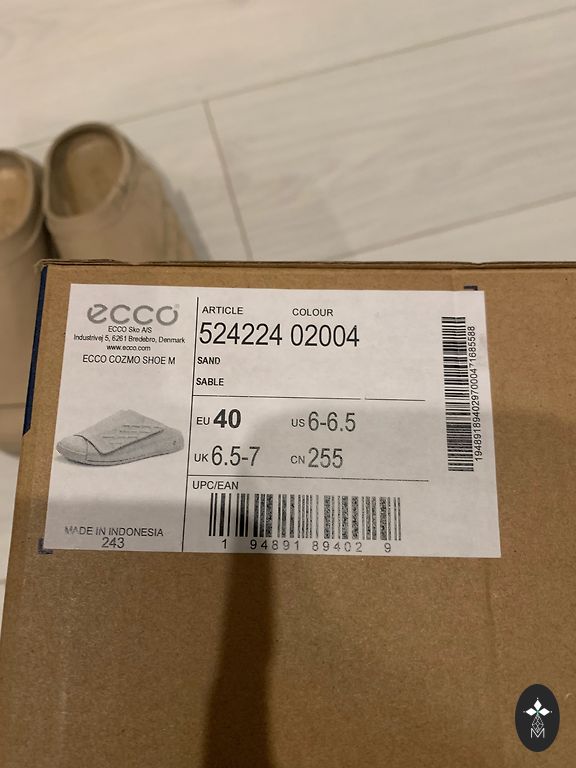 ecco
ECCO Sko A/S
Industrivej 5, 6261 Bredebro, Denmark
www.ecco.com
ECCO COZMO SHOE M
MADE IN INDONESIA
243
ARTICLE COLOUR
524224 02004
SAND
SABLE
EU 40 US 6-6.5
UK 6.5-7 CN 255
UPC/EAN
1 94891 89402 9
19489189402970004 71685588
M